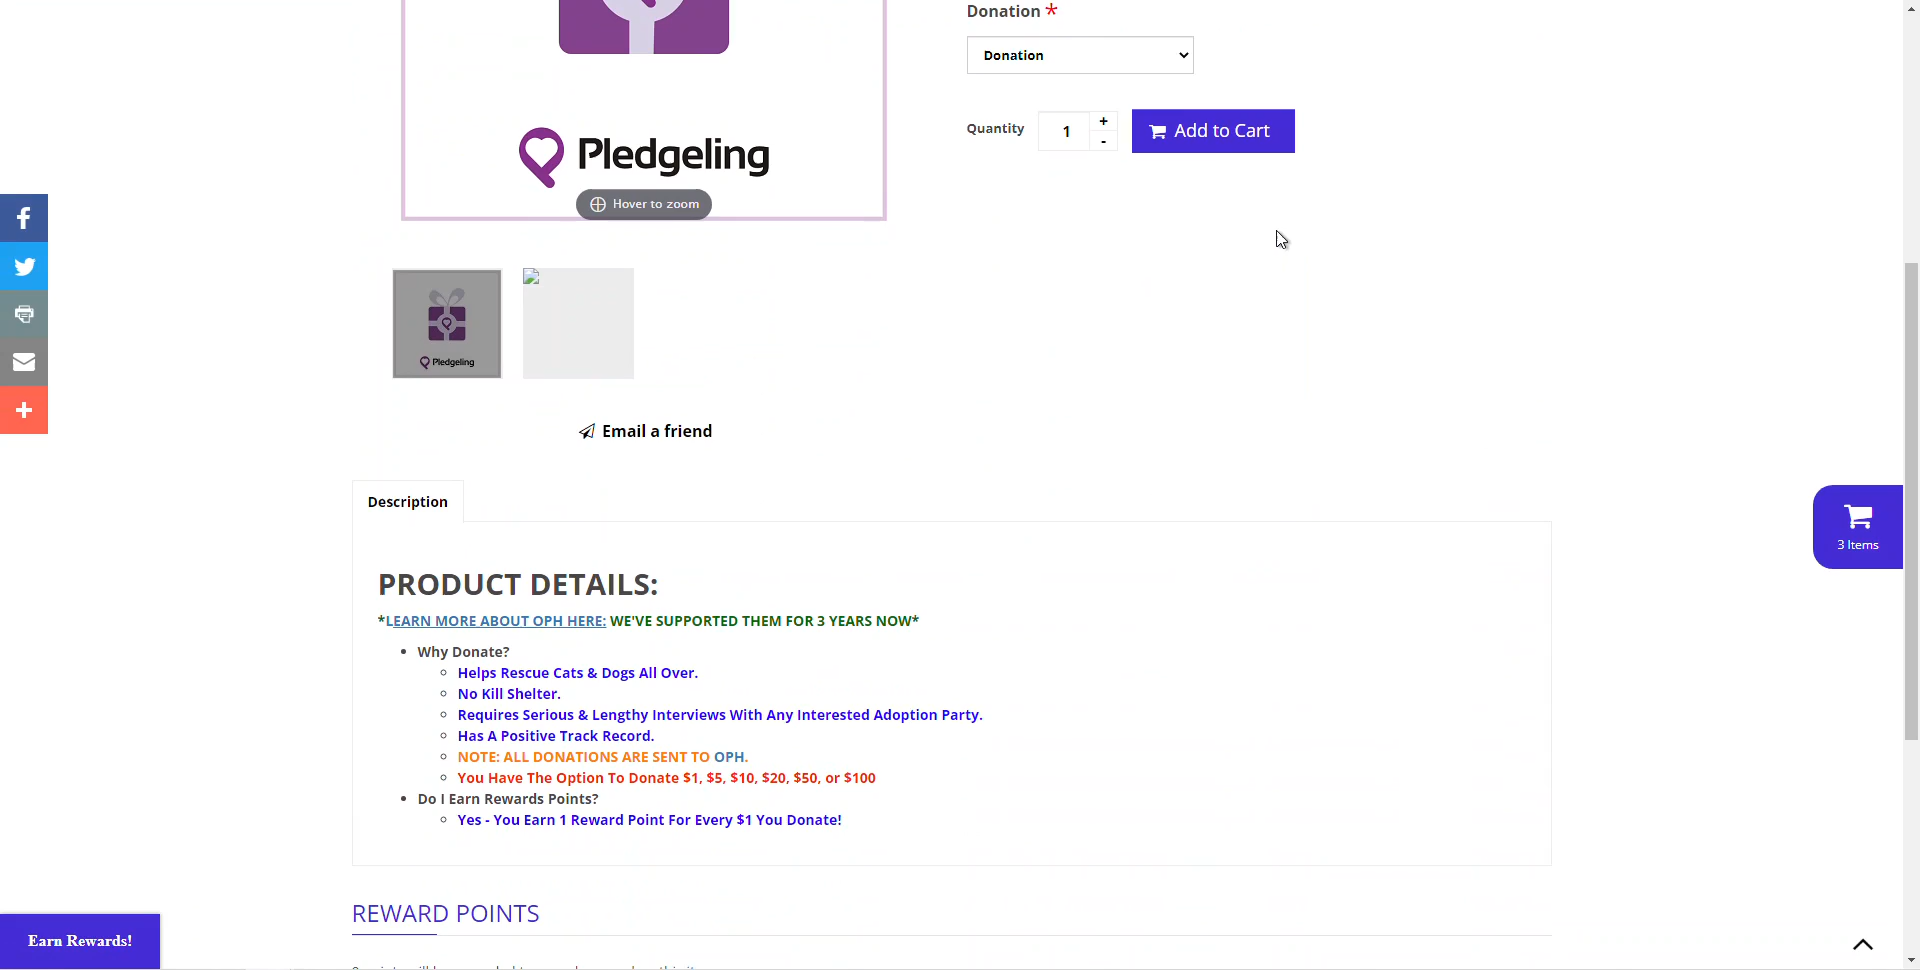 Donation *
Donation
Quantity
1
+
-
Add to Cart
Pledgeling
Hover to zoom
Pledgeling
Email a friend
3 Items
Description
PRODUCT DETAILS:
*LEARN MORE ABOUT OPH HERE: WE'VE SUPPORTED THEM FOR 3 YEARS NOW*
Why Donate?
Helps Rescue Cats & Dogs All Over.
No Kill Shelter.
Requires Serious & Lengthy Interviews With Any Interested Adoption Party.
Has A Positive Track Record.
NOTE: ALL DONATIONS ARE SENT TO OPH.
You Have The Option To Donate $1, $5, $10, $20, $50, or $100
Do I Earn Rewards Points?
Yes - You Earn 1 Reward Point For Every $1 You Donate!
REWARD POINTS
Earn Rewards!